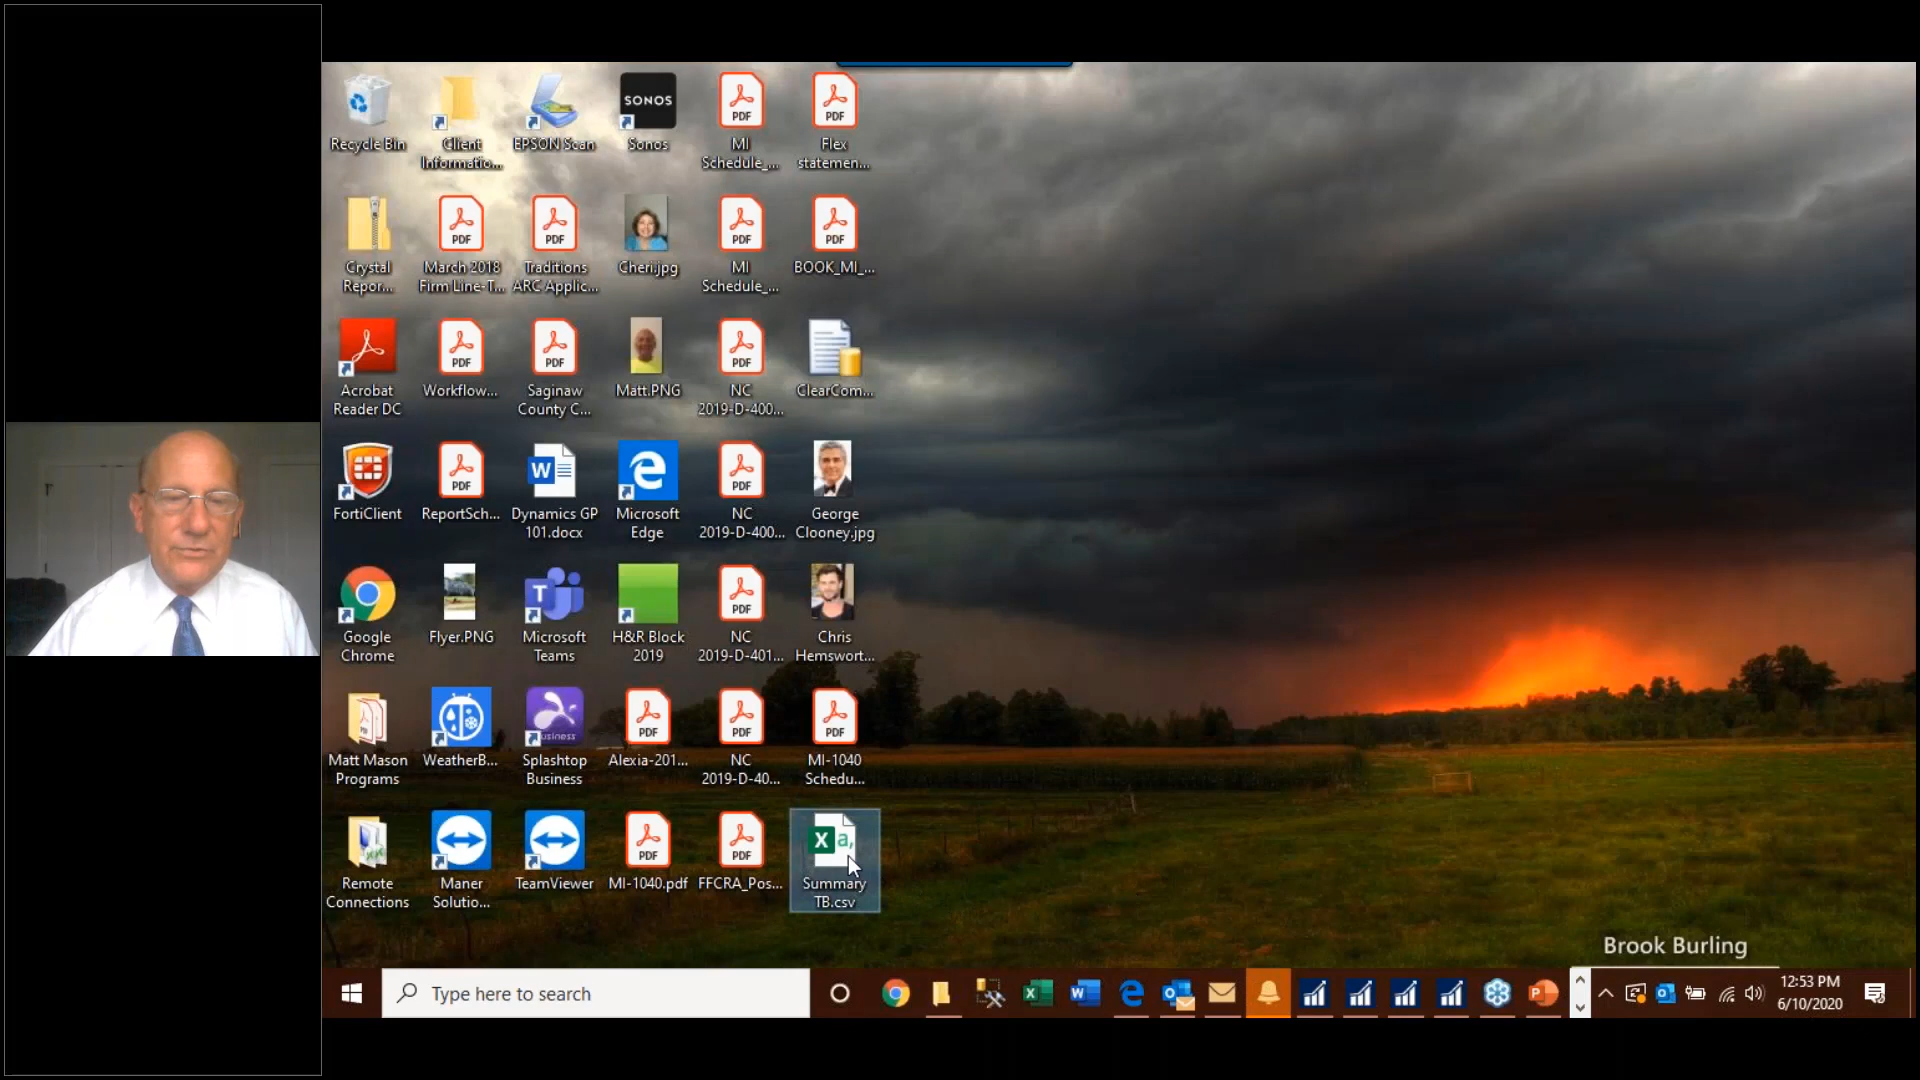 Recycle Bin
Client
Informatio...
EPSON Scan
SONOS
Sonos
PDF
MI
Schedule_...
PDF
Flex
statemen...
Crystal
Repor...
PDF
March 2018
Firm Line-T...
PDF
Traditions
ARC Applic...
Cheri.jpg
PDF
MI
Schedule_...
PDF
BOOK_MI_...
Acrobat
Reader DC
PDF
Workflow...
PDF
Saginaw
County C...
Matt.PNG
PDF
NC
2019-D-400...
ClearCom...
FortiClient
PDF
ReportSch...
W
Dynamics GP
101.docx
Microsoft
Edge
PDF
NC
2019-D-400...
George
Clooney.jpg
Google
Chrome
Flyer.PNG
T
Microsoft
Teams
H&R Block
2019
PDF
NC
2019-D-401...
Chris
Hemswort...
Matt Mason
Programs
WeatherB...
business
Splashtop
Business
PDF
Alexia-201...
PDF
NC
2019-D-40...
PDF
MI-1040
Schedu...
Remote
Connections
Maner
Solutio...
TeamViewer
PDF
MI-1040.pdf
PDF
FFCRA_Pos...
X a,
Summary
TB.csv
Brook Burling
Type here to search
12:53 PM
6/10/2020